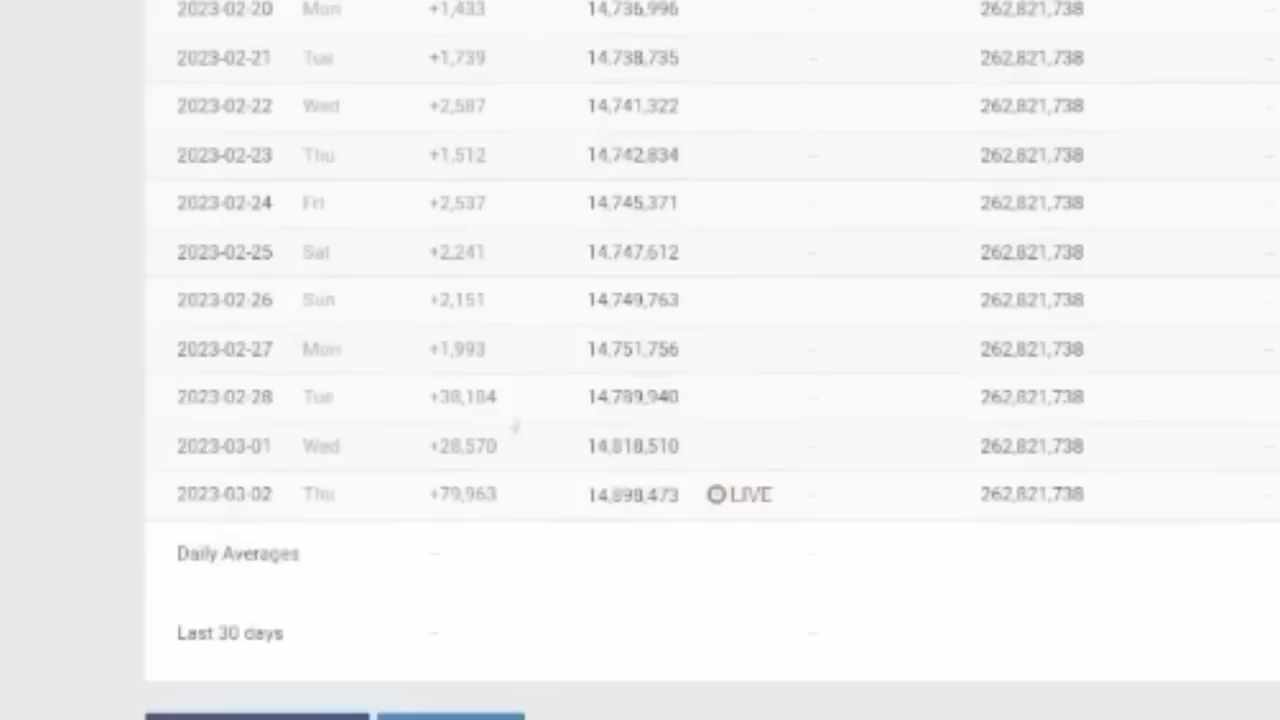 2023-02-20 Mon +1,433 14,736,996 262,821,738 --
2023-02-21 Tue +1,739 14,738,735 -- 262,821,738 --
2023-02-22 Wed +2,587 14,741,322 -- 262,821,738 --
2023-02-23 Thu +1,512 14,742,834 -- 262,821,738 --
2023-02-24 Fri +2,537 14,745,371 -- 262,821,738 --
2023-02-25 Sat +2,241 14,747,612 -- 262,821,738 --
2023-02-26 Sun +2,151 14,749,763 -- 262,821,738 --
2023-02-27 Mon +1,993 14,751,756 -- 262,821,738 --
2023-02-28 Tue +38,184 14,789,940 -- 262,821,738 --
2023-03-01 Wed +28,570 14,818,510 -- 262,821,738 --
2023-03-02 Thu +79,963 14,898,473 LIVE -- 262,821,738 --
Daily Averages -- --
Last 30 days -- --